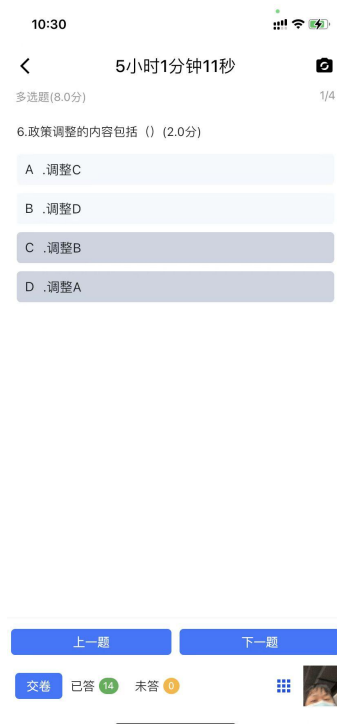 10:30
5小时1分钟11秒
多选题(8.0分)
1/4
6.政策调整的内容包括（）(2.0分)
A .调整C
B .调整D
C .调整B
D .调整A
上一题
下一题
交卷 已答 14 未答 0